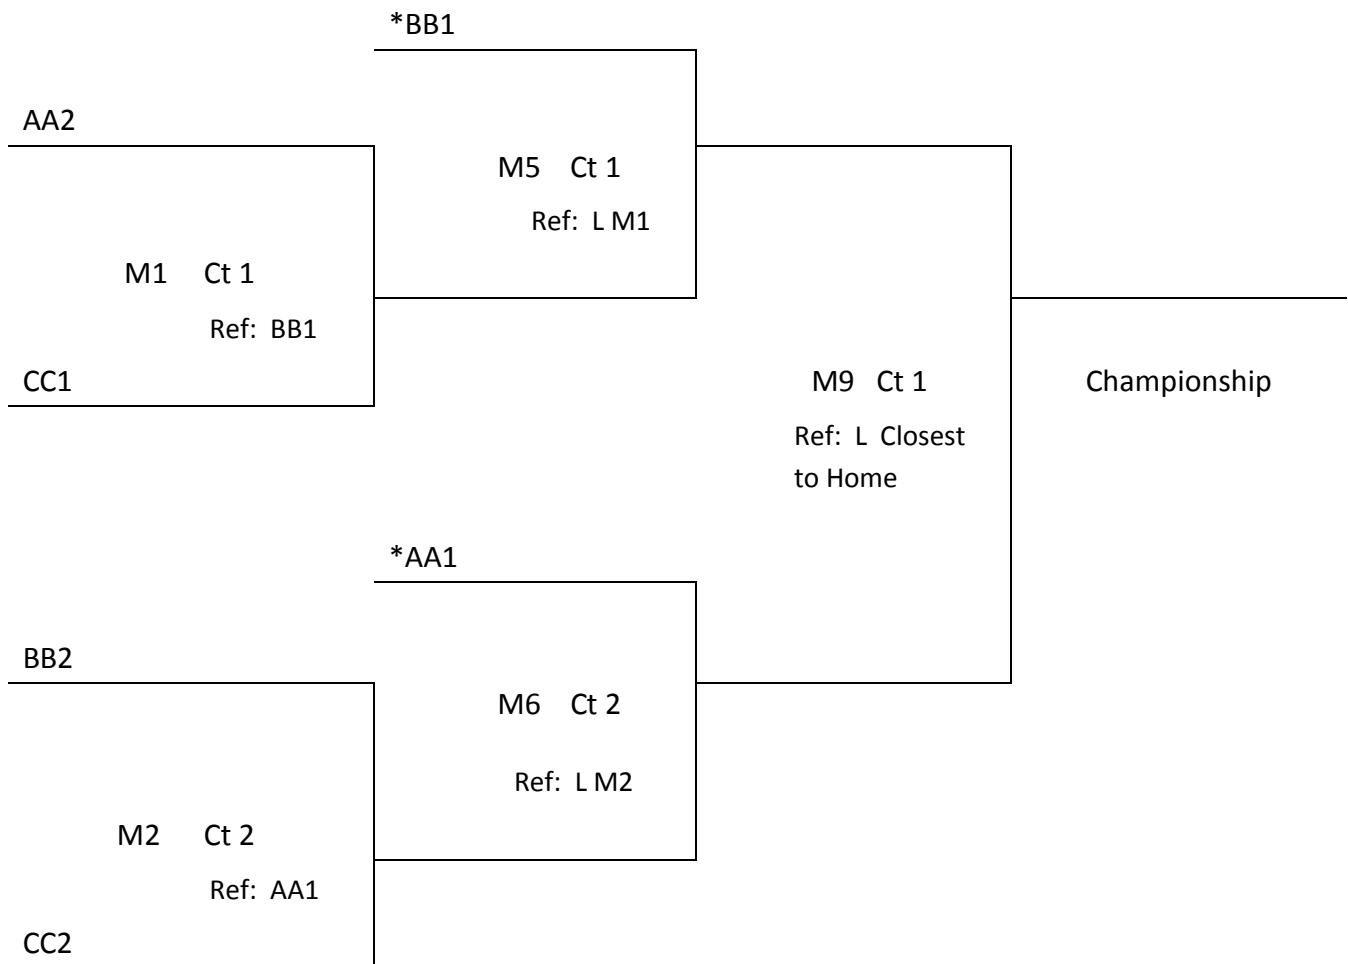 *BB1
AA2
M5 Ct 1
Ref: L M1
M1 Ct 1
Ref: BB1
CC1
M9 Ct 1
Championship
Ref: L Closest
to Home
*AA1
BB2
M6 Ct 2
Ref: L M2
M2 Ct 2
Ref: AA1
CC2